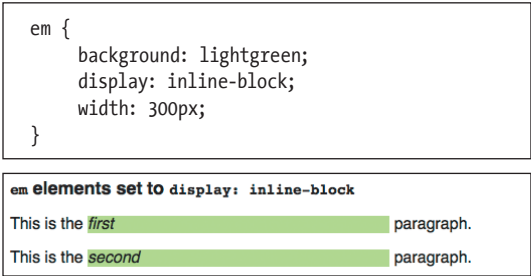 em {
background: lightgreen;
display: inline-block;
width: 300px;
}
em elements set to display: inline-block
This is the first paragraph.
This is the second paragraph.